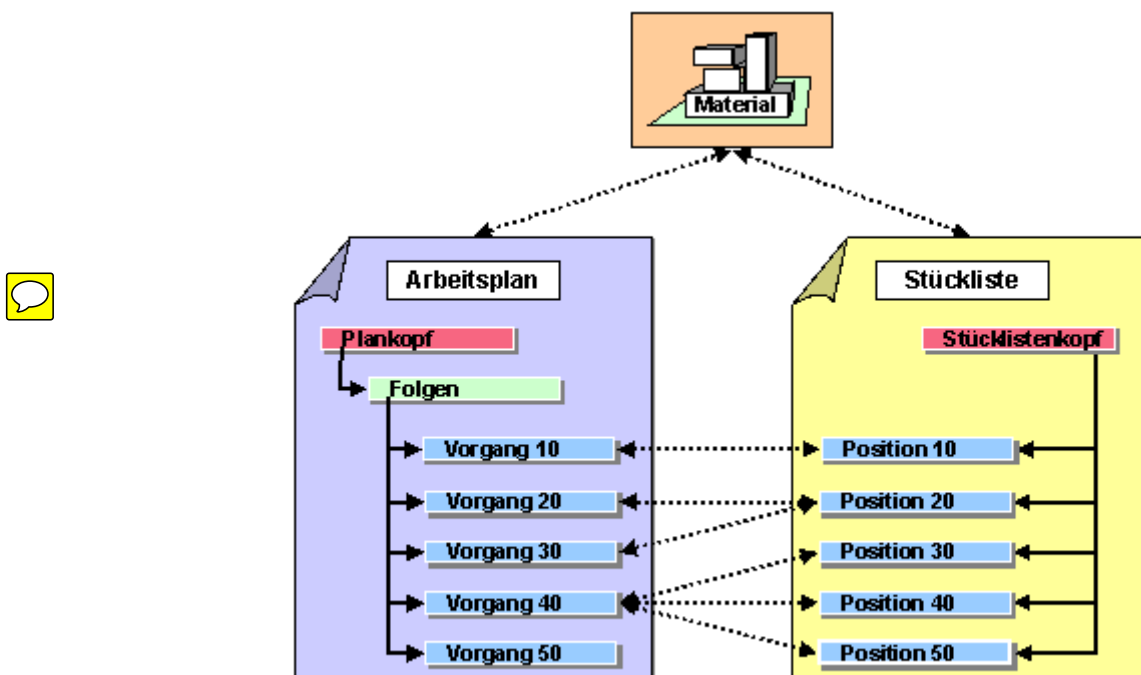 Material
Arbeitsplan
Stückliste
Plankopf
Stücklistenkopf
Folgen
Vorgang 10
Position 10
Vorgang 20
Position 20
Vorgang 30
Position 30
Vorgang 40
Position 40
Vorgang 50
Position 50